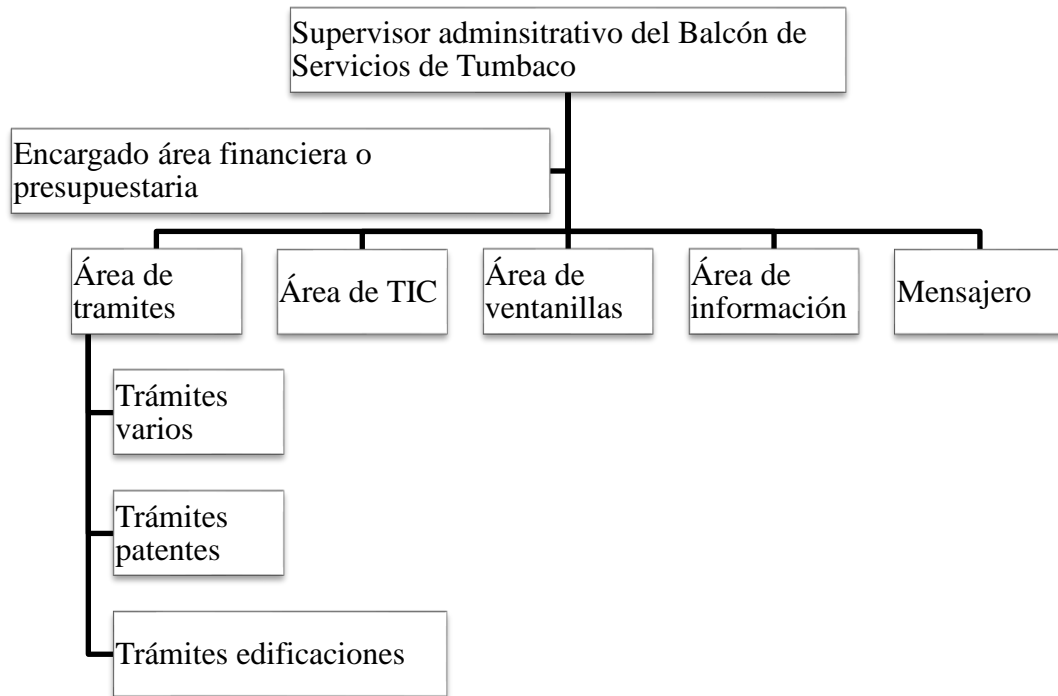 Supervisor adminsitrativo del Balcón de
Servicios de Tumbaco
Encargado área financiera o
presupuestaria
Área de
tramites
Área de TIC
Área de
ventanillas
Área de
información
Mensajero
Trámites
varios
Trámites
patentes
Trámites edificaciones